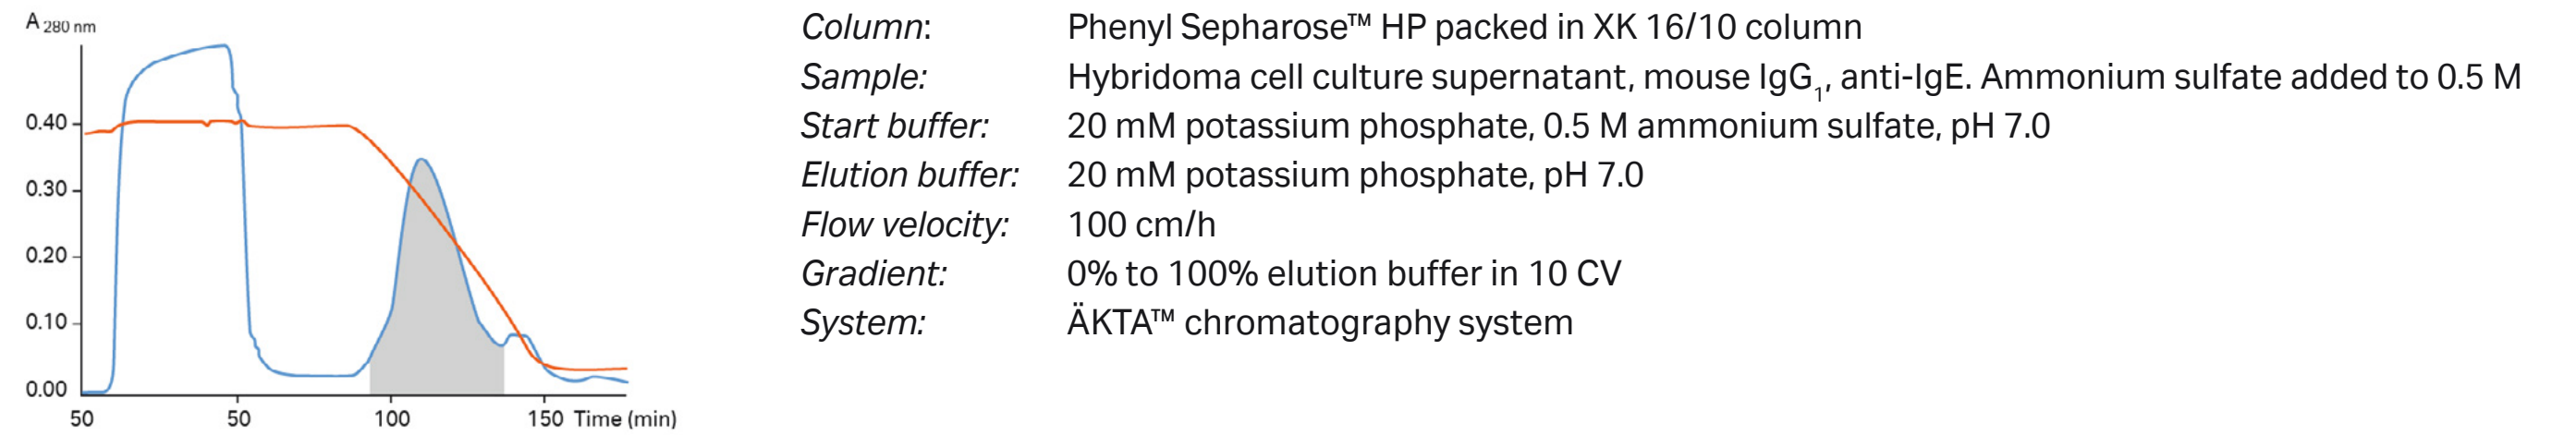 A 280 nm
0.40
0.30
0.20
0.10
0.00
50 50 100 150 Time (min)
Column: Phenyl Sepharose™ HP packed in XK 16/10 column
Sample: Hybridoma cell culture supernatant, mouse IgG1, anti-IgE. Ammonium sulfate added to 0.5 M
Start buffer: 20 mM potassium phosphate, 0.5 M ammonium sulfate, pH 7.0
Elution buffer: 20 mM potassium phosphate, pH 7.0
Flow velocity: 100 cm/h
Gradient: 0% to 100% elution buffer in 10 CV
System: ÄKTA™ chromatography system